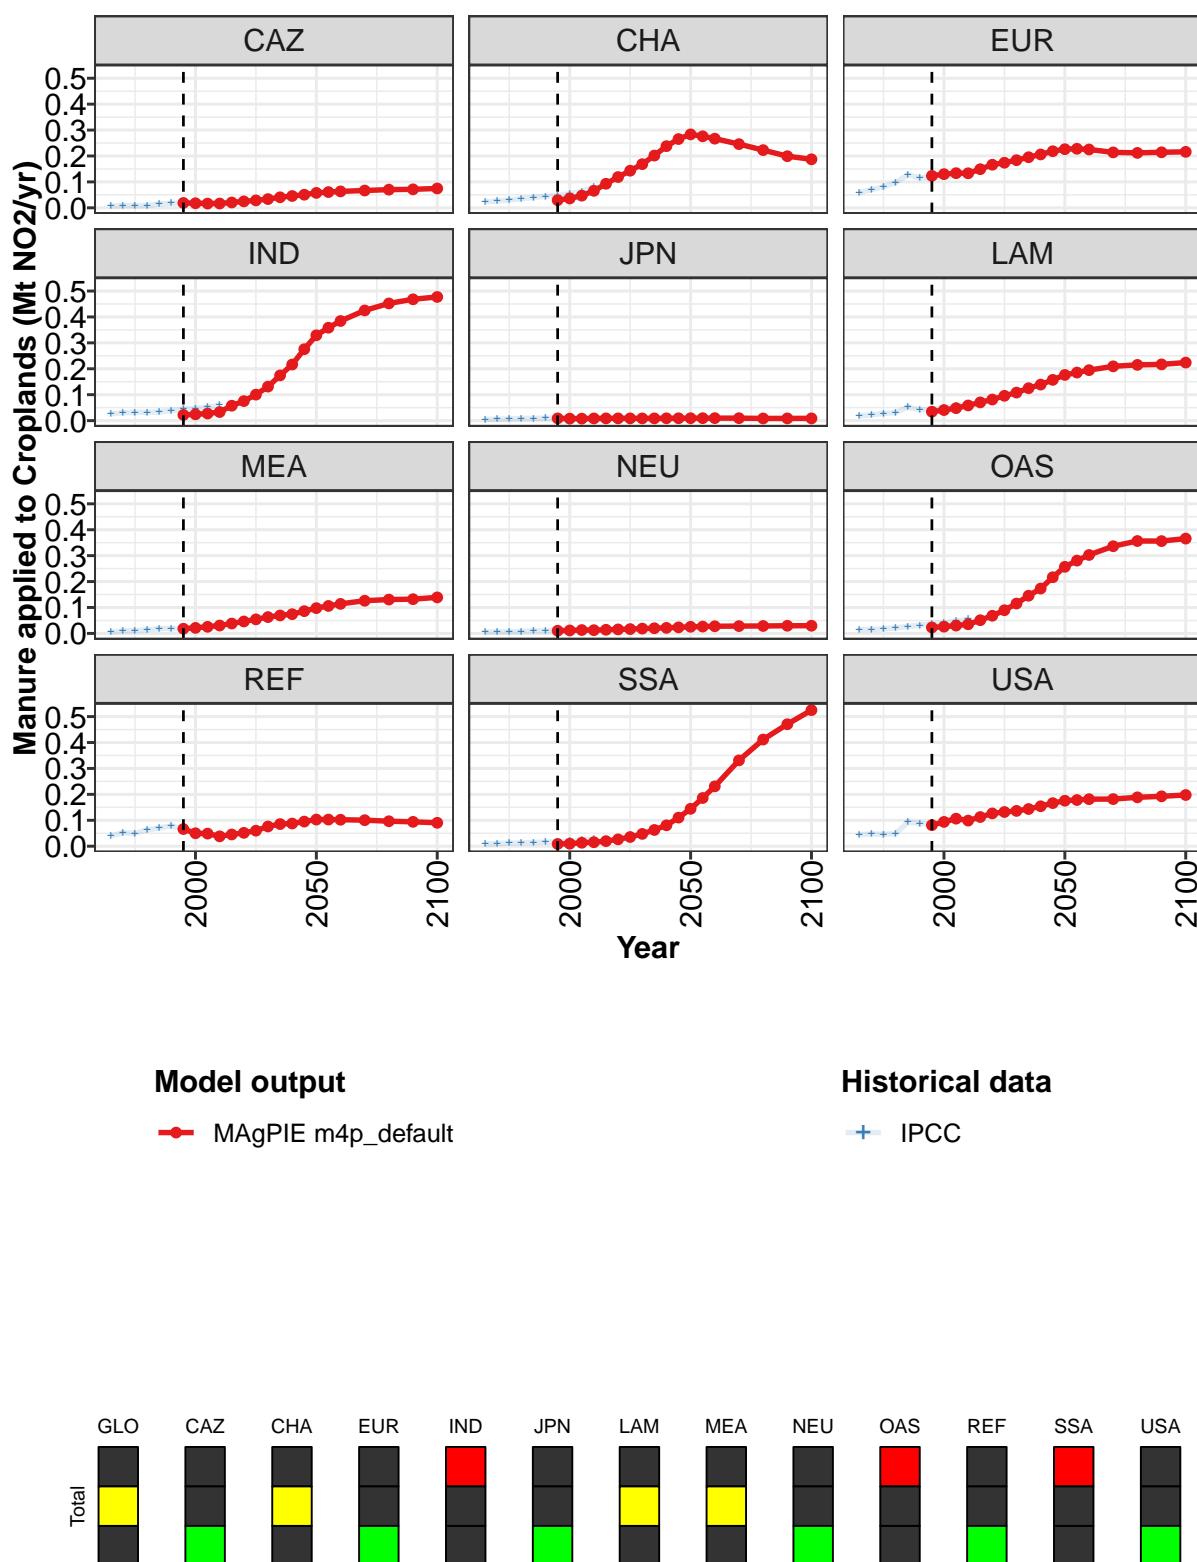 CAZ CHA EUR
0.5
0.4
0.3
0.2
0.1
0.0
IND JPN LAM
0.5
0.4
0.3
0.2
0.1
0.0
MEA NEU OAS
0.5
0.4
0.3
0.2
0.1
0.0
REF SSA USA
0.5
0.4
0.3
0.2
0.1
0.0
Manure applied to Croplands (Mt NO2/yr)
2000 2050 2100 2000 2050 2100 2000 2050 2100
Year
Model output
MAgPIE m4p_default
Historical data
IPCC
GLO CAZ CHA EUR IND JPN LAM MEA NEU OAS REF SSA USA
Total